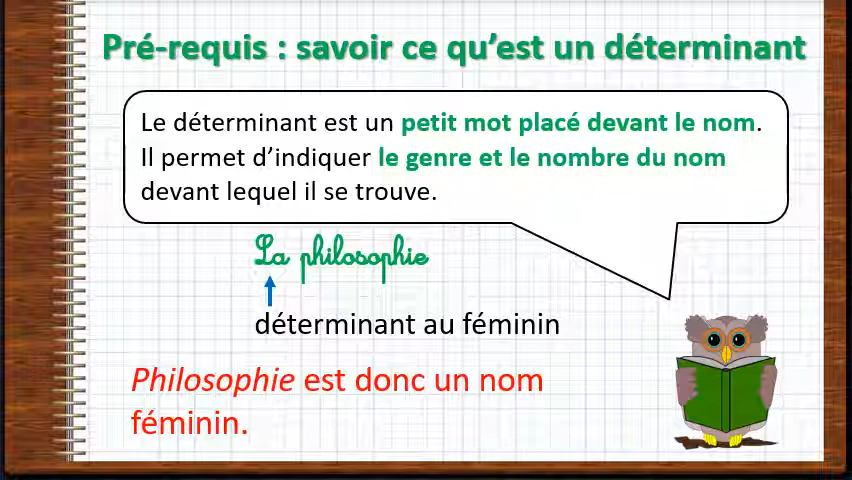 Pré-requis : savoir ce qu’est un déterminant
Le déterminant est un petit mot placé devant le nom.
Il permet d’indiquer le genre et le nombre du nom
devant lequel il se trouve.
La philosophie
déterminant au féminin
Philosophie est donc un nom
féminin.